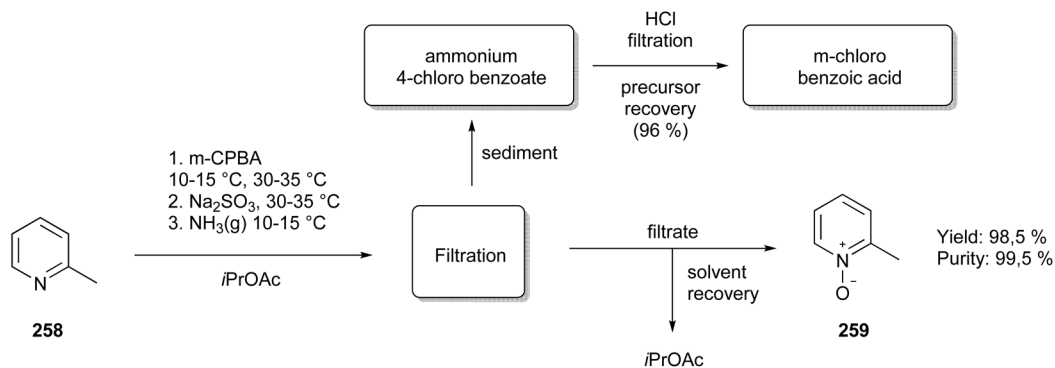 HCl
filtration
ammonium
4-chloro benzoate
m-chloro
benzoic acid
precursor
recovery
(96 %)
sediment
1. m-CPBA
10-15 °C, 30-35 °C
2. Na₂SO₃, 30-35 °C
3. NH₃(g) 10-15 °C
iPrOAc
Filtration
filtrate
solvent
recovery
iPrOAc
N
258
N
+
O
−
259
Yield: 98,5 %
Purity: 99,5 %